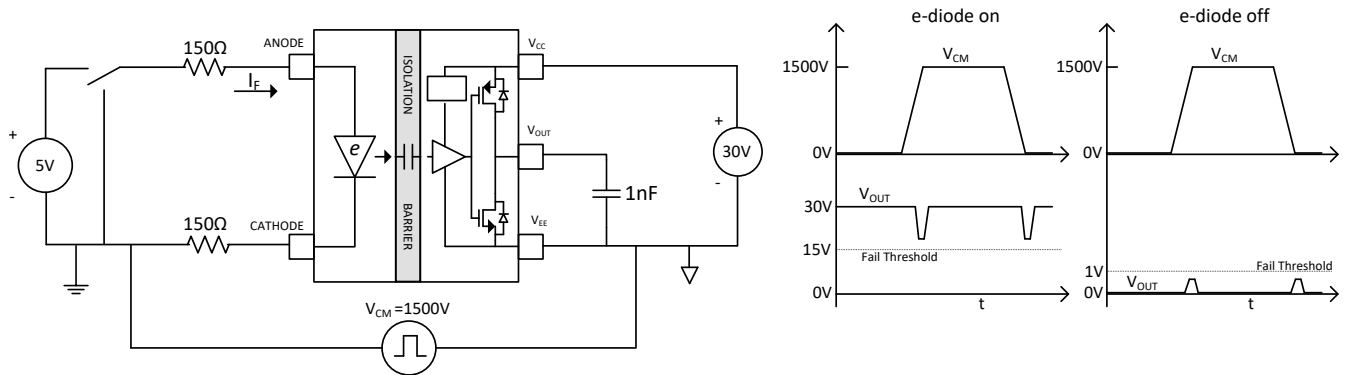 150Ω
ANODE
I_F
+
5V
-
150Ω
CATHODE
e
ISOLATION
BARRIER
V_CC
V_OUT
V_EE
1nF
+
30V
-
V_CM =1500V
e-diode on
1500V
V_CM
0V
V_OUT
30V
15V
Fail Threshold
0V
t
e-diode off
1500V
V_CM
0V
1V
Fail Threshold
V_OUT
0V
t